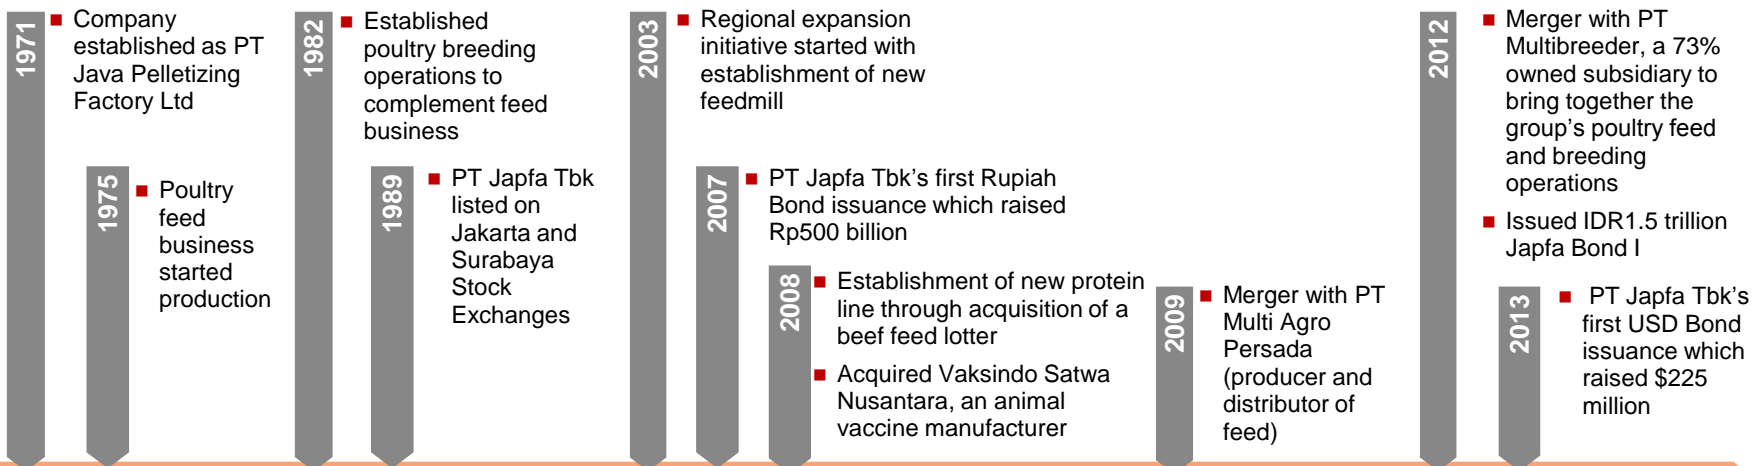 1971
Company
established as PT
Java Pelletizing
Factory Ltd
1975
Poultry
feed
business
started
production
1982
Established
poultry breeding
operations to
complement feed
business
1989
PT Japfa Tbk
listed on
Jakarta and
Surabaya
Stock
Exchanges
2003
Regional expansion
initiative started with
establishment of new
feedmill
2007
PT Japfa Tbk’s first Rupiah
Bond issuance which raised
Rp500 billion
2008
Establishment of new protein
line through acquisition of a
beef feed lotter
Acquired Vaksindo Satwa
Nusantara, an animal
vaccine manufacturer
2009
Merger with PT
Multi Agro
Persada
(producer and
distributor of
feed)
2012
Merger with PT
Multibreeder, a 73%
owned subsidiary to
bring together the
group’s poultry feed
and breeding
operations
Issued IDR1.5 trillion
Japfa Bond I
2013
PT Japfa Tbk’s
first USD Bond
issuance which
raised $225
million